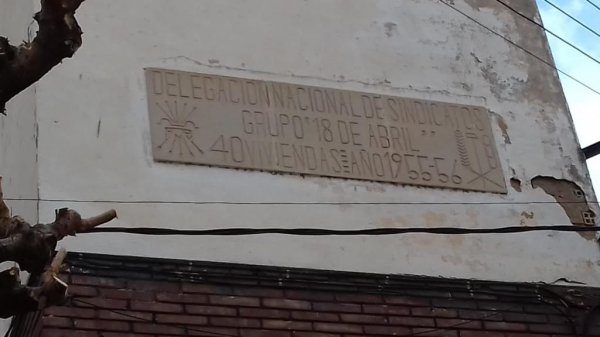 DELEGACION NACIONAL DE SINDICATOS
GRUPO "18 DE ABRIL"
40 VIVIENDAS AÑO 1955-56